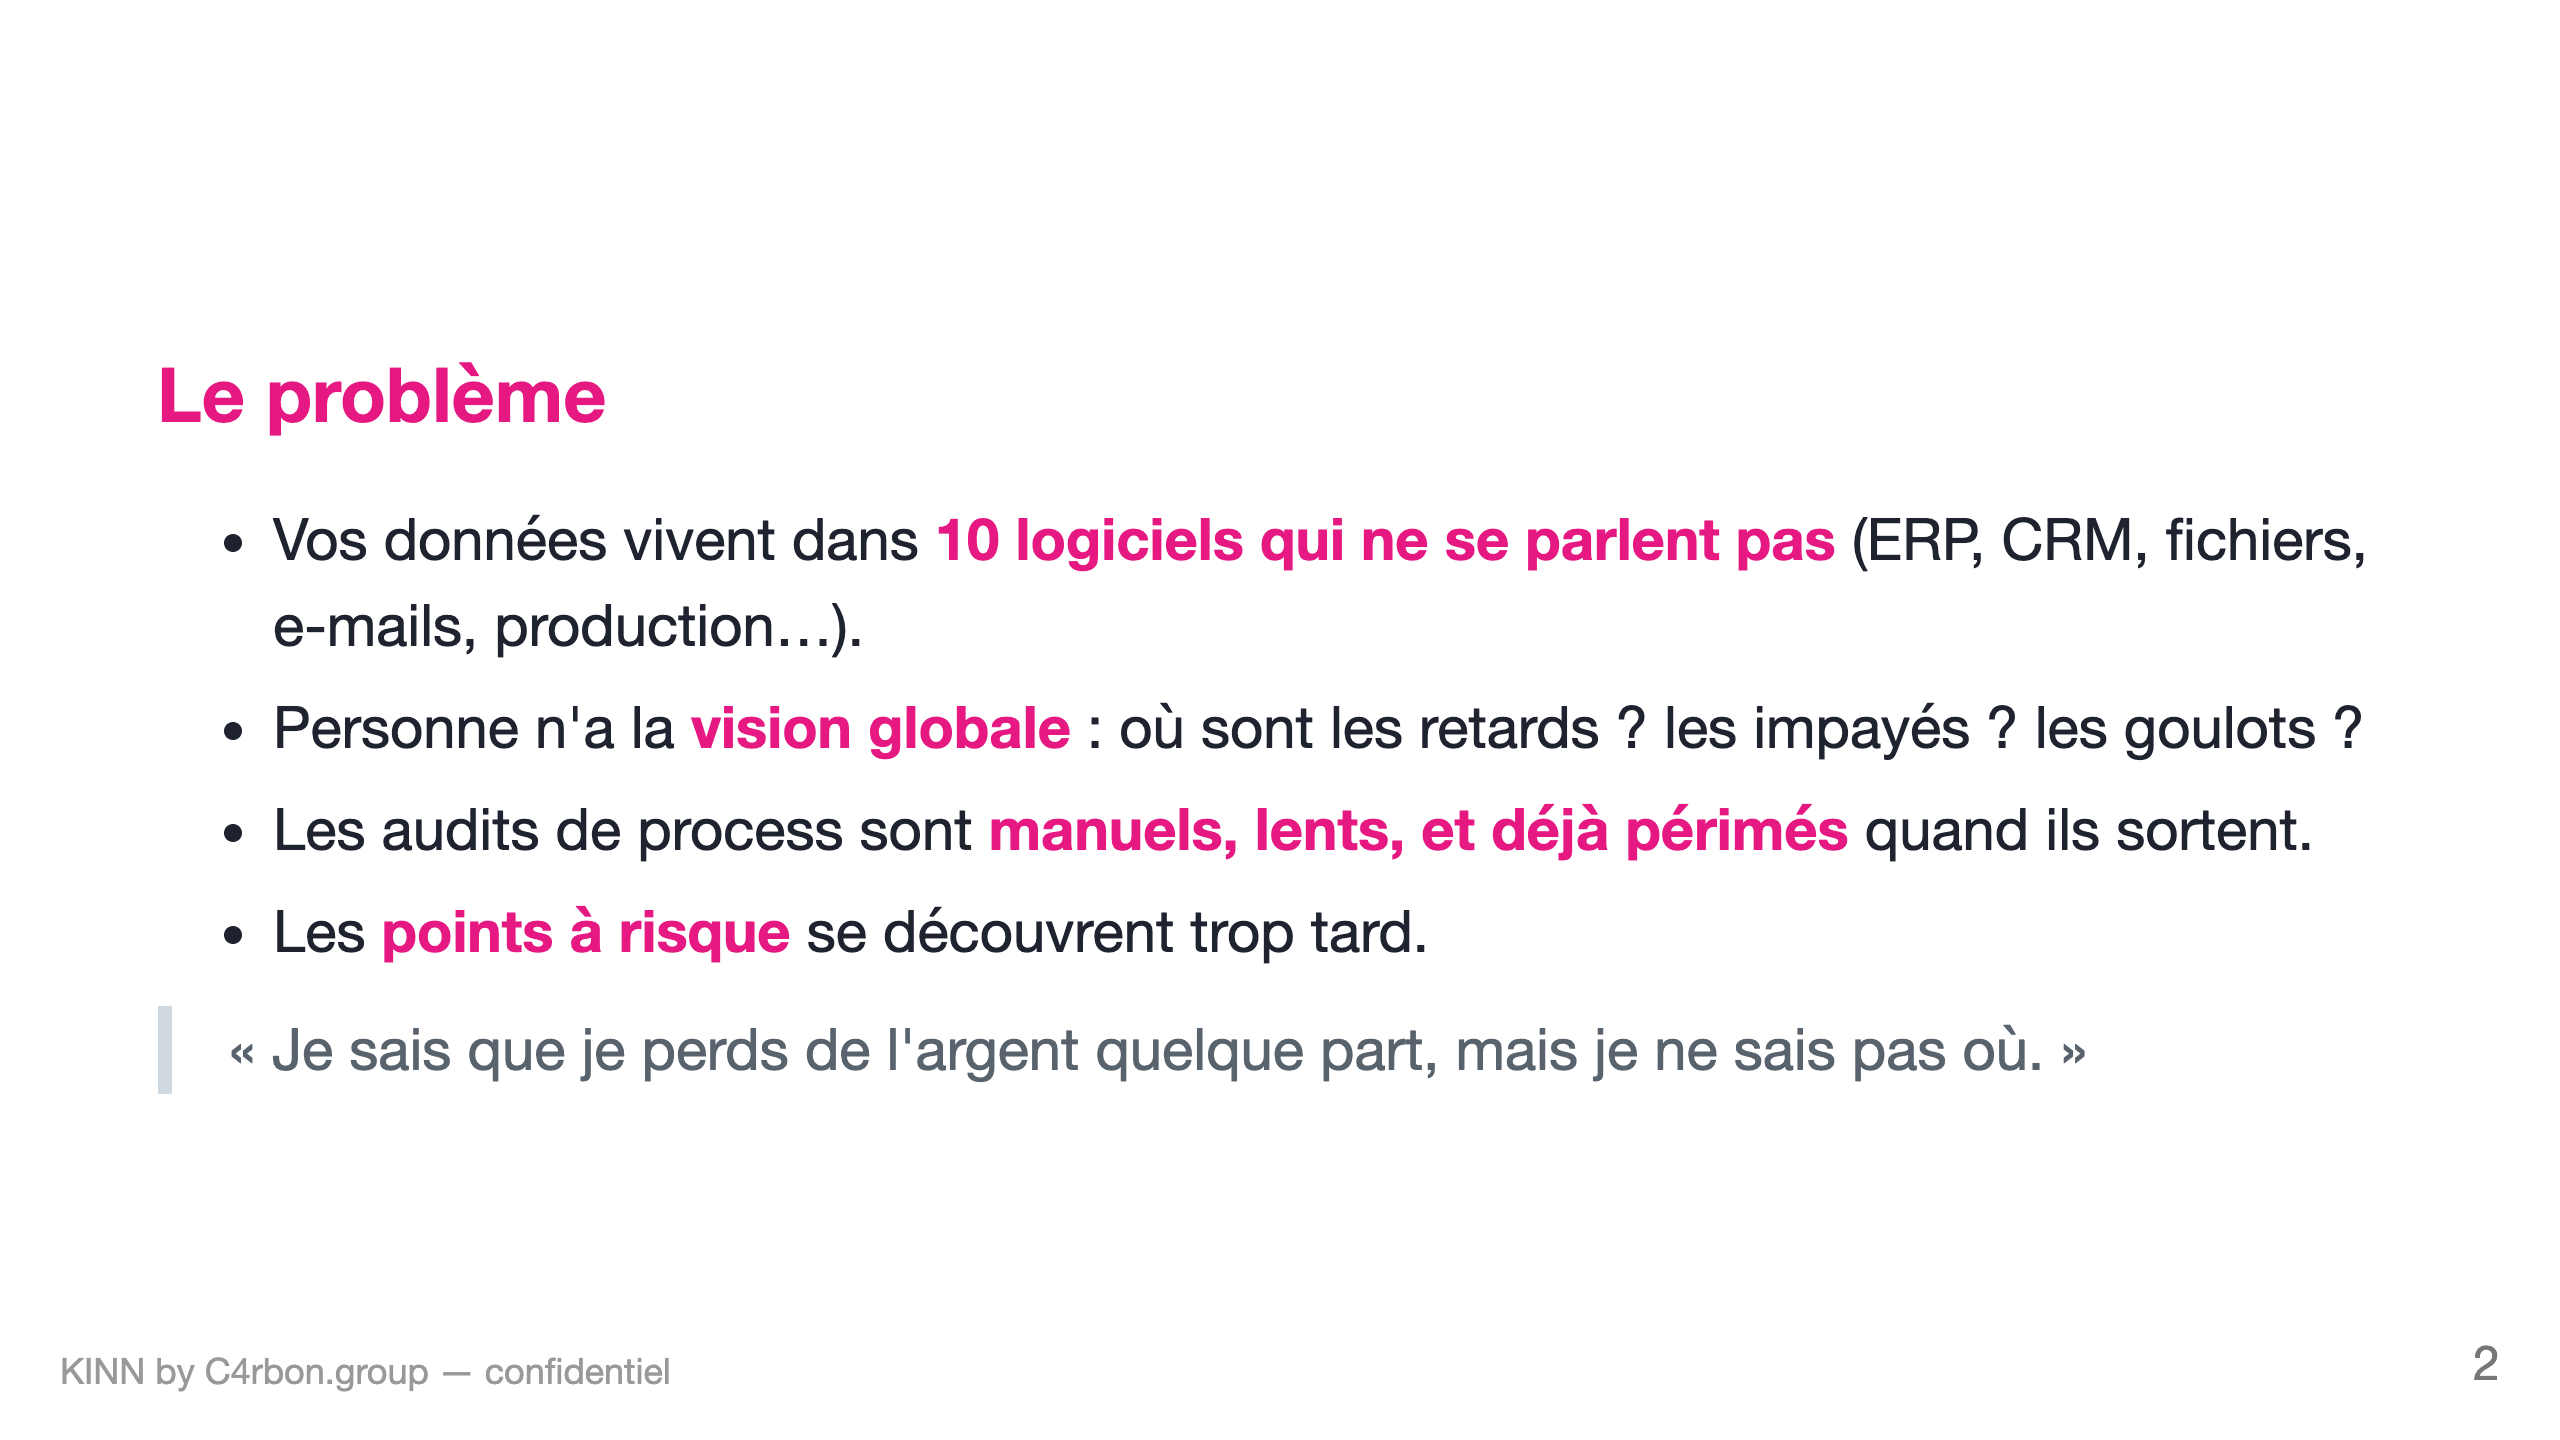 Le problème
• Vos données vivent dans 10 logiciels qui ne se parlent pas (ERP, CRM, fichiers,
e-mails, production…).
• Personne n'a la vision globale : où sont les retards ? les impayés ? les goulots ?
• Les audits de process sont manuels, lents, et déjà périmés quand ils sortent.
• Les points à risque se découvrent trop tard.
« Je sais que je perds de l'argent quelque part, mais je ne sais pas où. »
KINN by C4rbon.group — confidentiel
2